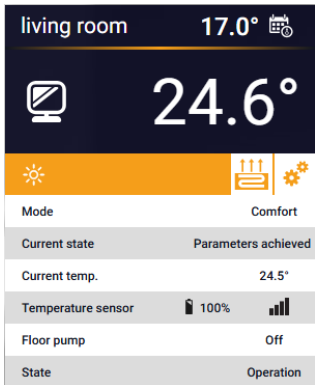 living room 17.0°
24.6°
Mode Comfort
Current state Parameters achieved
Current temp. 24.5°
Temperature sensor 100%
Floor pump Off
State Operation